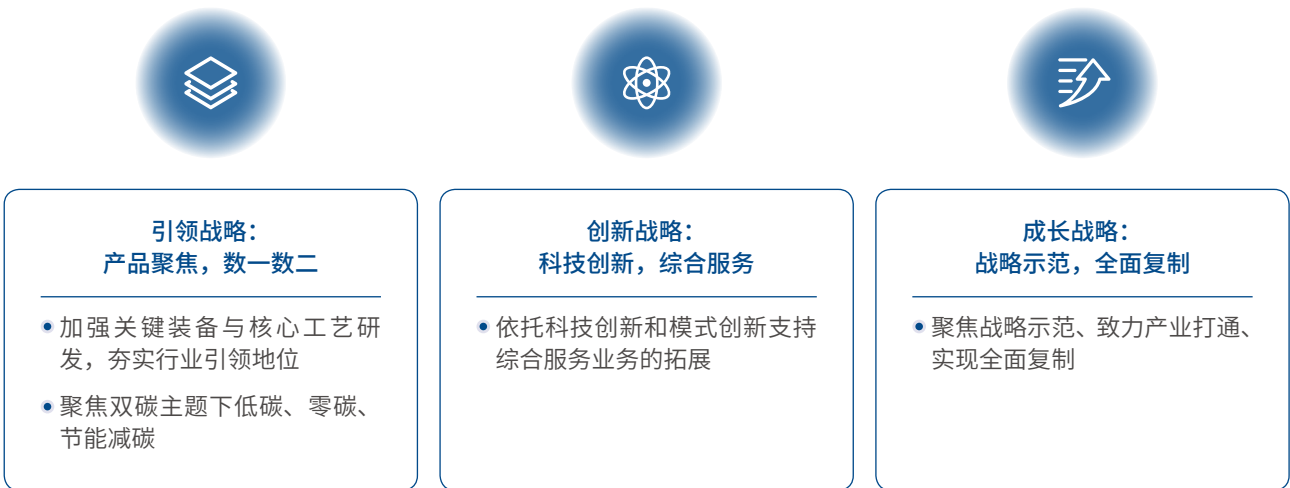 引领战略：
产品聚焦，数一数二
加强关键装备与核心工艺研
发，夯实行业引领地位
聚焦双碳主题下低碳、零碳、
节能减碳
创新战略：
科技创新，综合服务
依托科技创新和模式创新支持
综合服务业务的拓展
成长战略：
战略示范，全面复制
聚焦战略示范、致力产业打通、
实现全面复制